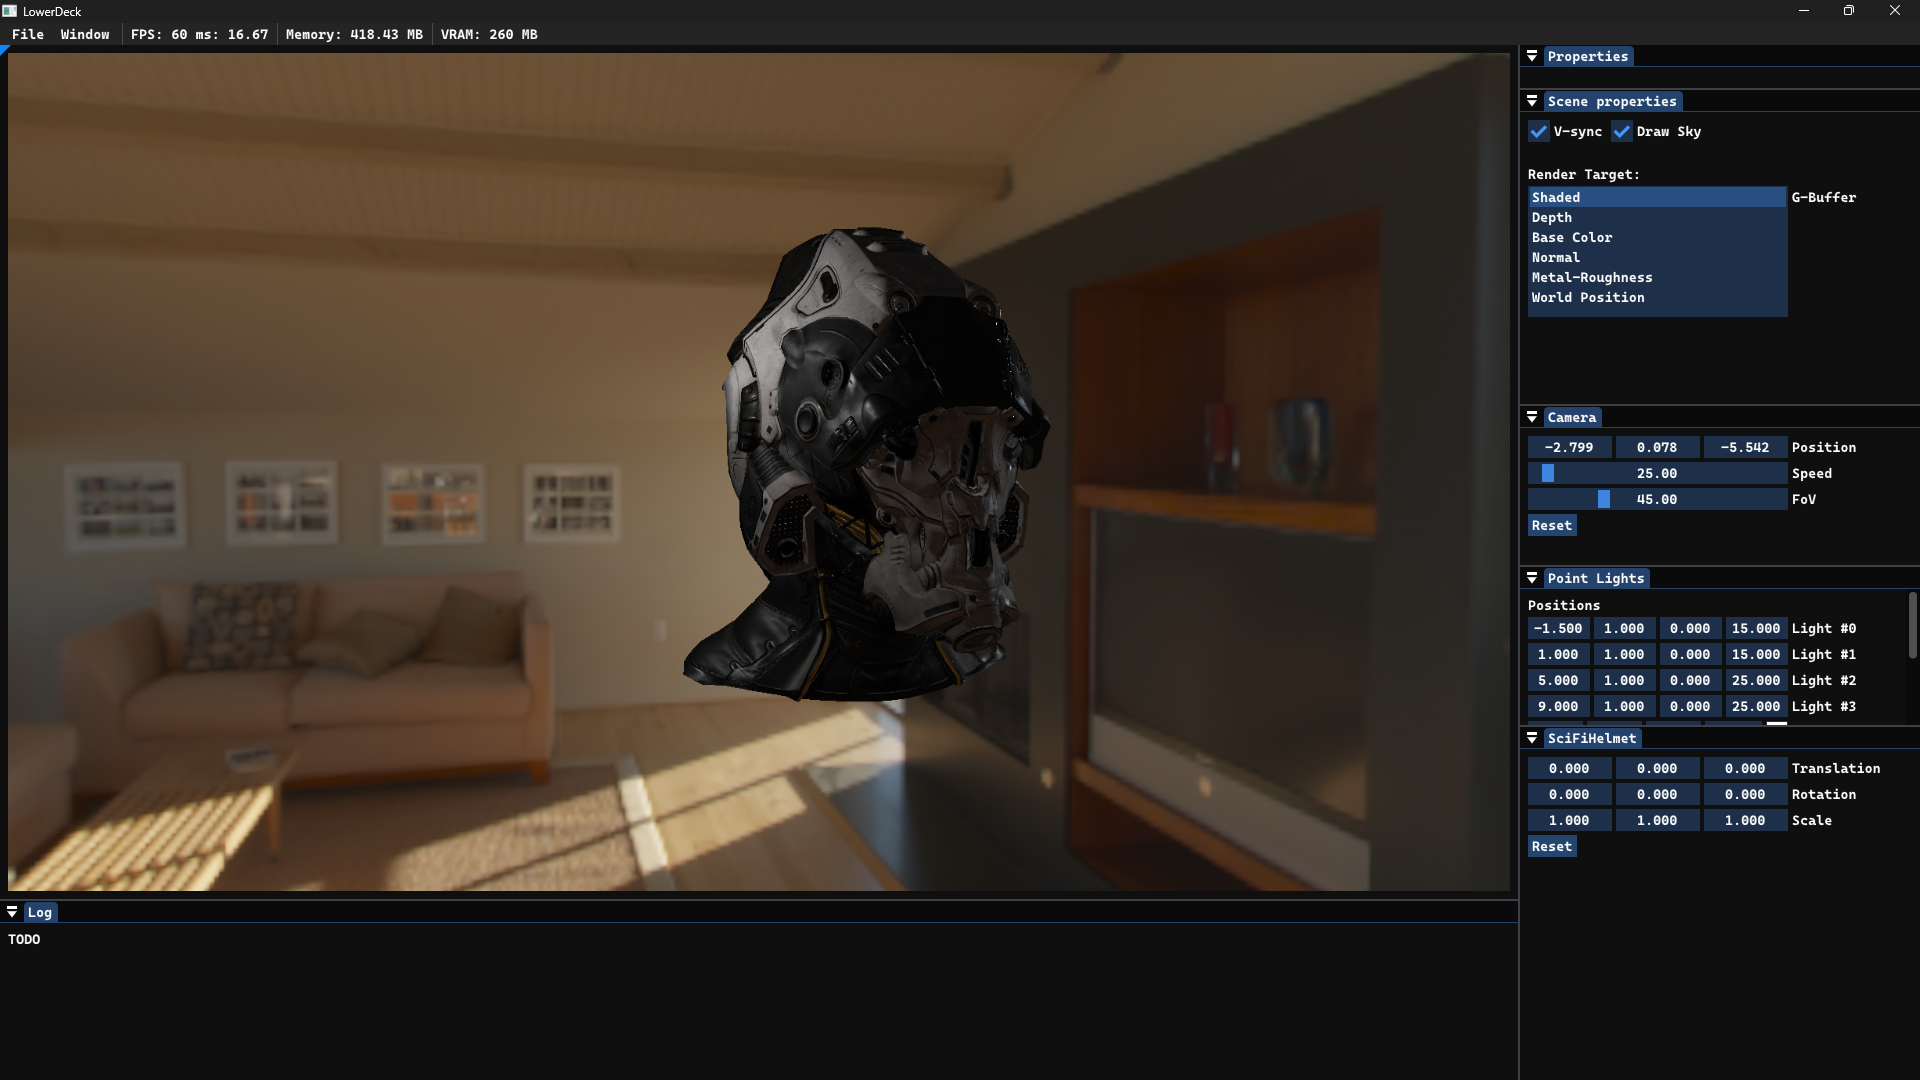 LowerDeck
File Window FPS: 60 ms: 16.67 Memory: 418.43 MB VRAM: 260 MB
Properties
Scene properties
V-sync Draw Sky
Render Target:
Shaded G-Buffer
Depth
Base Color
Normal
Metal-Roughness
World Position
Camera
-2.799 0.078 -5.542 Position
25.00 Speed
45.00 FoV
Reset
Point Lights
Positions
-1.500 1.000 0.000 15.000 Light #0
1.000 1.000 0.000 15.000 Light #1
5.000 1.000 0.000 25.000 Light #2
9.000 1.000 0.000 25.000 Light #3
SciFiHelmet
0.000 0.000 0.000 Translation
0.000 0.000 0.000 Rotation
1.000 1.000 1.000 Scale
Reset
Log
TODO